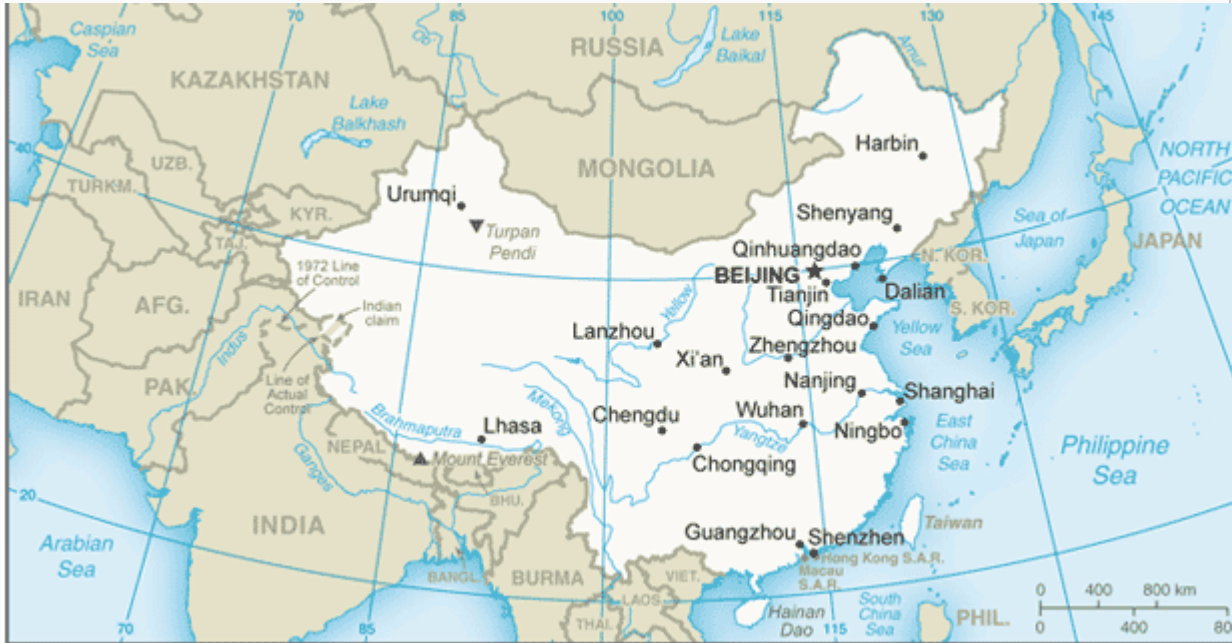 70
85
100
115
130
145
Caspian
Sea
Ob
RUSSIA
Lake
Baikal
Amur
KAZAKHSTAN
Lake
Balkhash
Harbin
40
UZB.
MONGOLIA
NORTH
PACIFIC
OCEAN
TURKM.
Urumqi
KYR.
Shenyang
Sea of
Japan
JAPAN
TAJ.
Turpan
Pendi
Qinhuangdao
N. KOR.
1972 Line
of Control
BEIJING
Tianjin
Dalian
IRAN
AFG.
Indian
claim
Yellow
S. KOR.
Qingdao
Lanzhou
Yellow
Sea
Indus
Xi'an
Zhengzhou
PAK.
Line of
Actual
Control
Nanjing
Shanghai
Mekong
Brahmaputra
Lhasa
Chengdu
Wuhan
Ningbo
East
China
Sea
Yangtze
NEPAL
Mount Everest
Chongqing
Philippine
Sea
Ganges
20
BHU.
INDIA
Guangzhou
Shenzhen
Taiwan
Arabian
Sea
Hong Kong S.A.R.
Macau
S.A.R.
BANGL.
BURMA
VIET.
LAOS
0 400 800 km
Hainan
Dao
South
China
Sea
PHIL.
THAI.
0 400
70
85
115